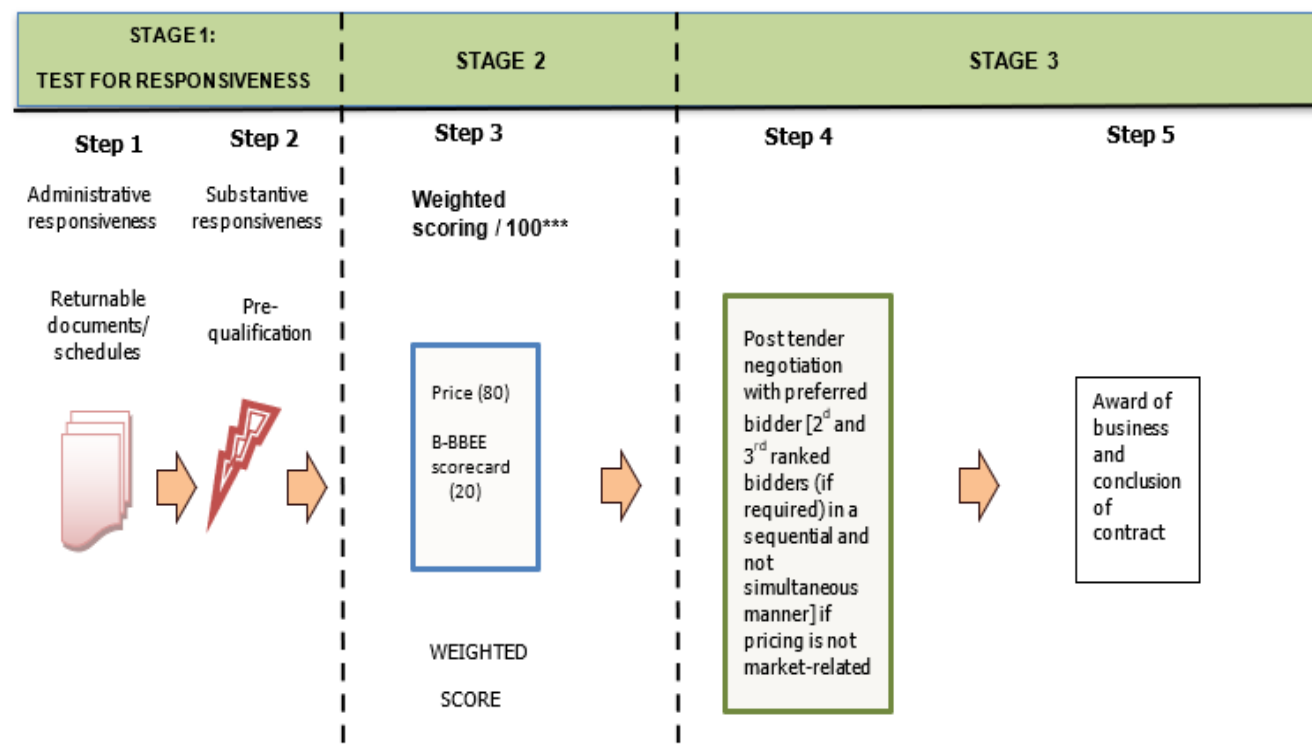 STAGE 1:
TEST FOR RESPONSIVENESS
STAGE 2
STAGE 3
Step 1
Step 2
Step 3
Step 4
Step 5
Administrative
responsiveness
Substantive
responsiveness
Weighted
scoring / 100***
Returnable
documents/
schedules
Pre-
qualification
Price (80)
B-BBEE
scorecard
(20)
WEIGHTED
SCORE
Post tender
negotiation
with preferred
bidder [2d and
3rd ranked
bidders (if
required) in a
sequential and
not
simultaneous
manner] if
pricing is not
market-related
Award of
business
and
conclusion
of
contract